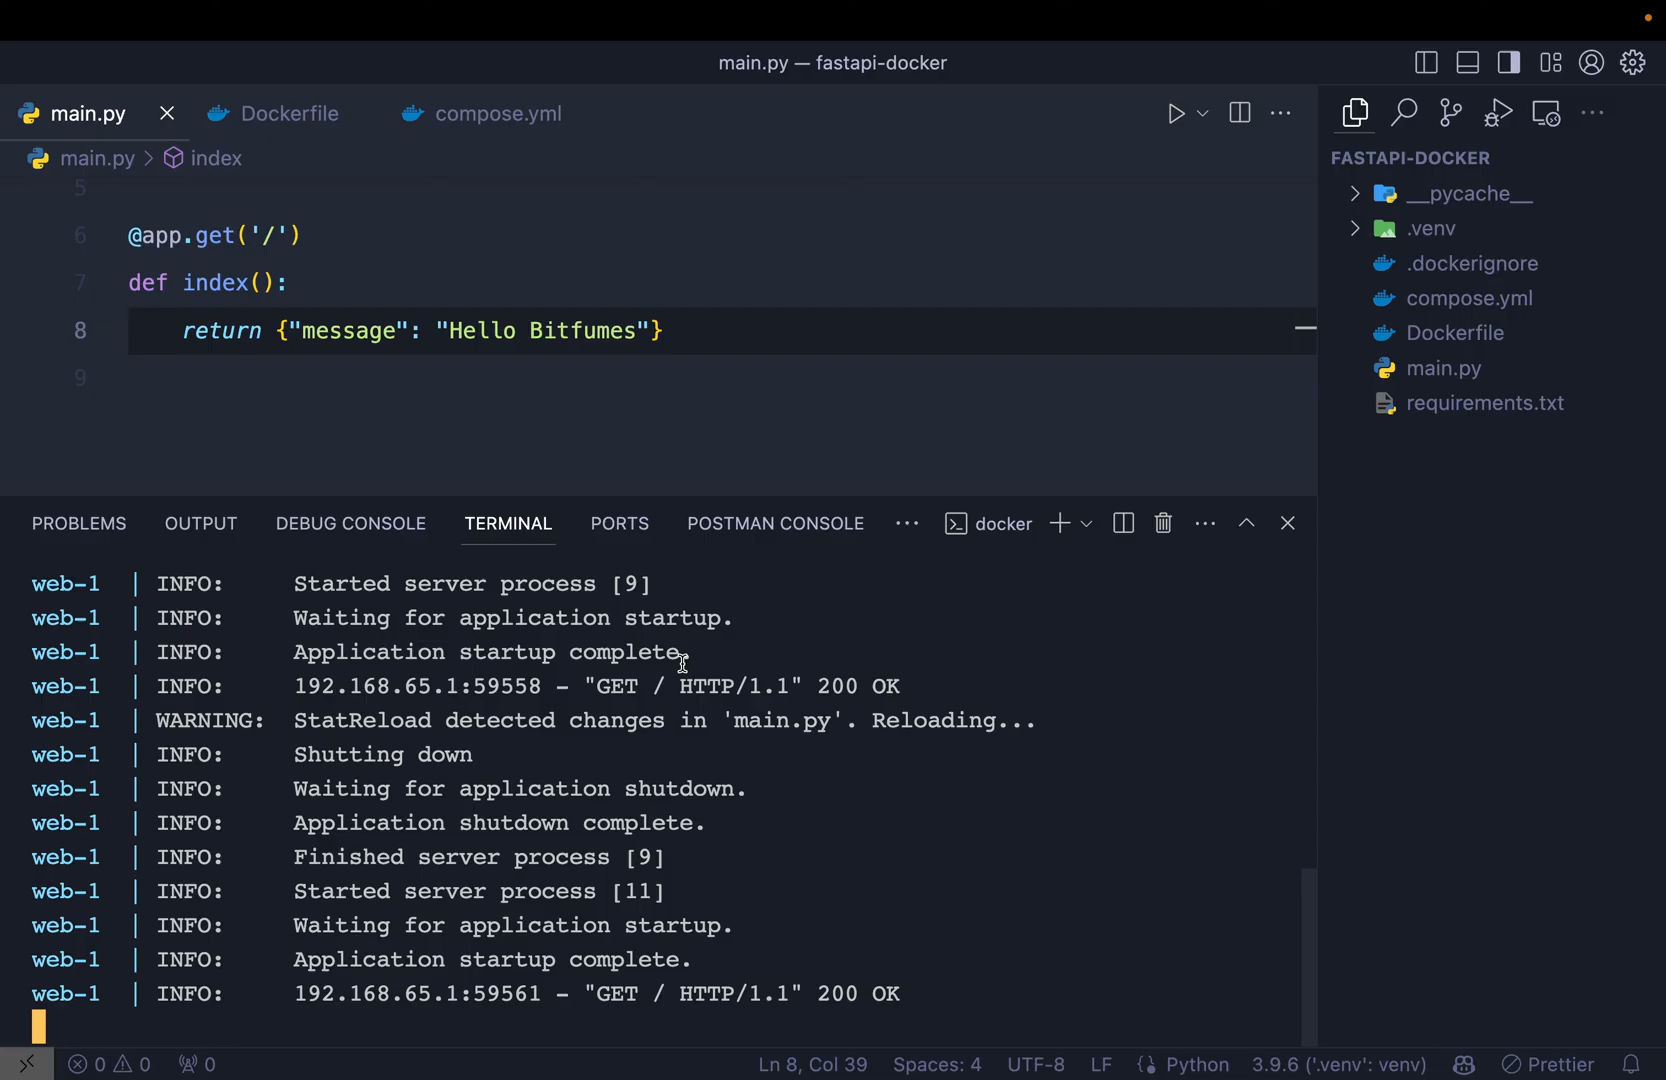 main.py — fastapi-docker
main.py
Dockerfile
compose.yml
main.py > index
5
6 @app.get('/')
7 def index():
8 return {"message": "Hello Bitfumes"}
9
FASTAPI-DOCKER
__pycache__
.venv
.dockerignore
compose.yml
Dockerfile
main.py
requirements.txt
PROBLEMS OUTPUT DEBUG CONSOLE TERMINAL PORTS POSTMAN CONSOLE docker
web-1 | INFO: Started server process [9]
web-1 | INFO: Waiting for application startup.
web-1 | INFO: Application startup complete.
web-1 | INFO: 192.168.65.1:59558 - "GET / HTTP/1.1" 200 OK
web-1 | WARNING: StatReload detected changes in 'main.py'. Reloading...
web-1 | INFO: Shutting down
web-1 | INFO: Waiting for application shutdown.
web-1 | INFO: Application shutdown complete.
web-1 | INFO: Finished server process [9]
web-1 | INFO: Started server process [11]
web-1 | INFO: Waiting for application startup.
web-1 | INFO: Application startup complete.
web-1 | INFO: 192.168.65.1:59561 - "GET / HTTP/1.1" 200 OK
0 0 0 Ln 8, Col 39 Spaces: 4 UTF-8 LF Python 3.9.6 ('.venv': venv) Prettier